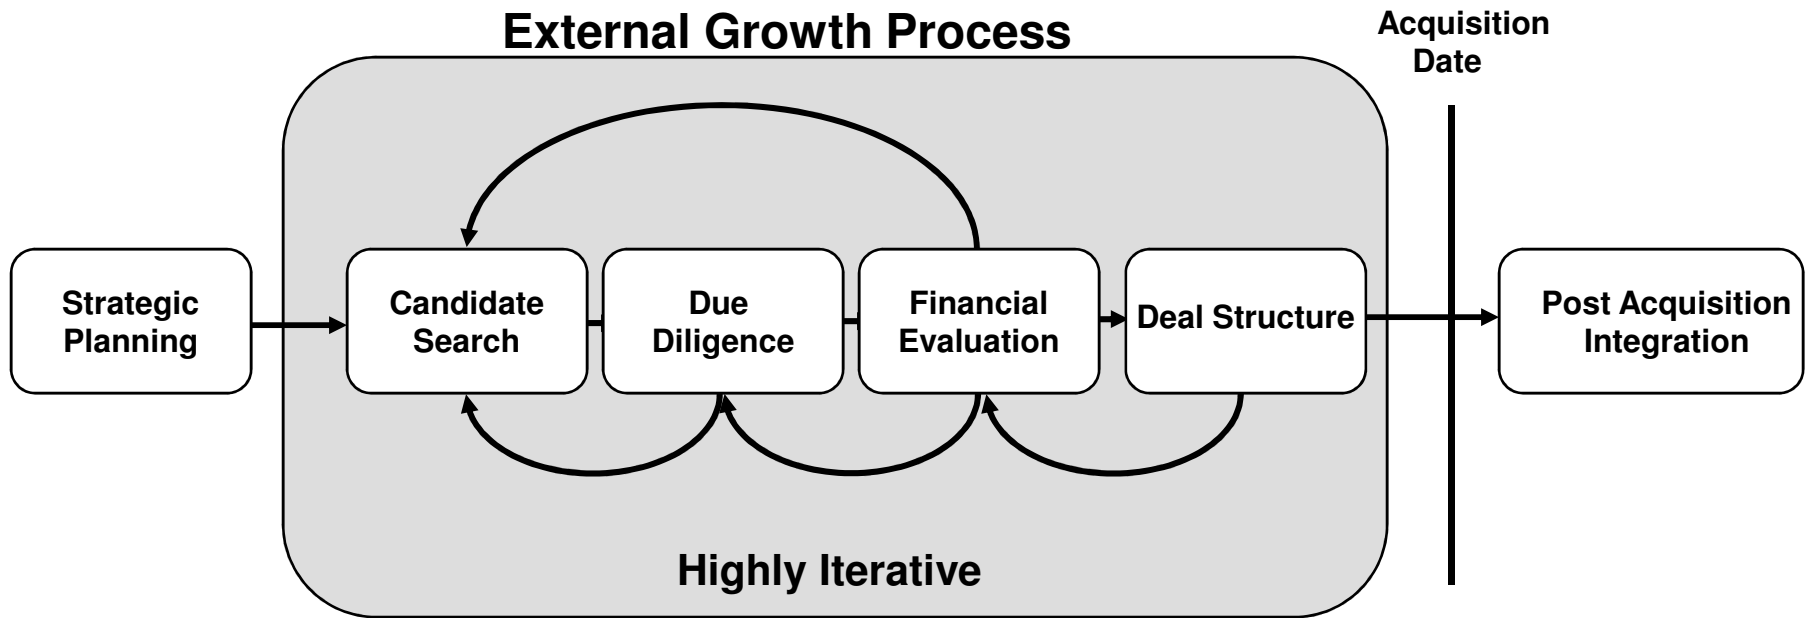 External Growth Process
Acquisition
Date
Strategic
Planning
Candidate
Search
Due
Diligence
Financial
Evaluation
Deal Structure
Post Acquisition
Integration
Highly Iterative